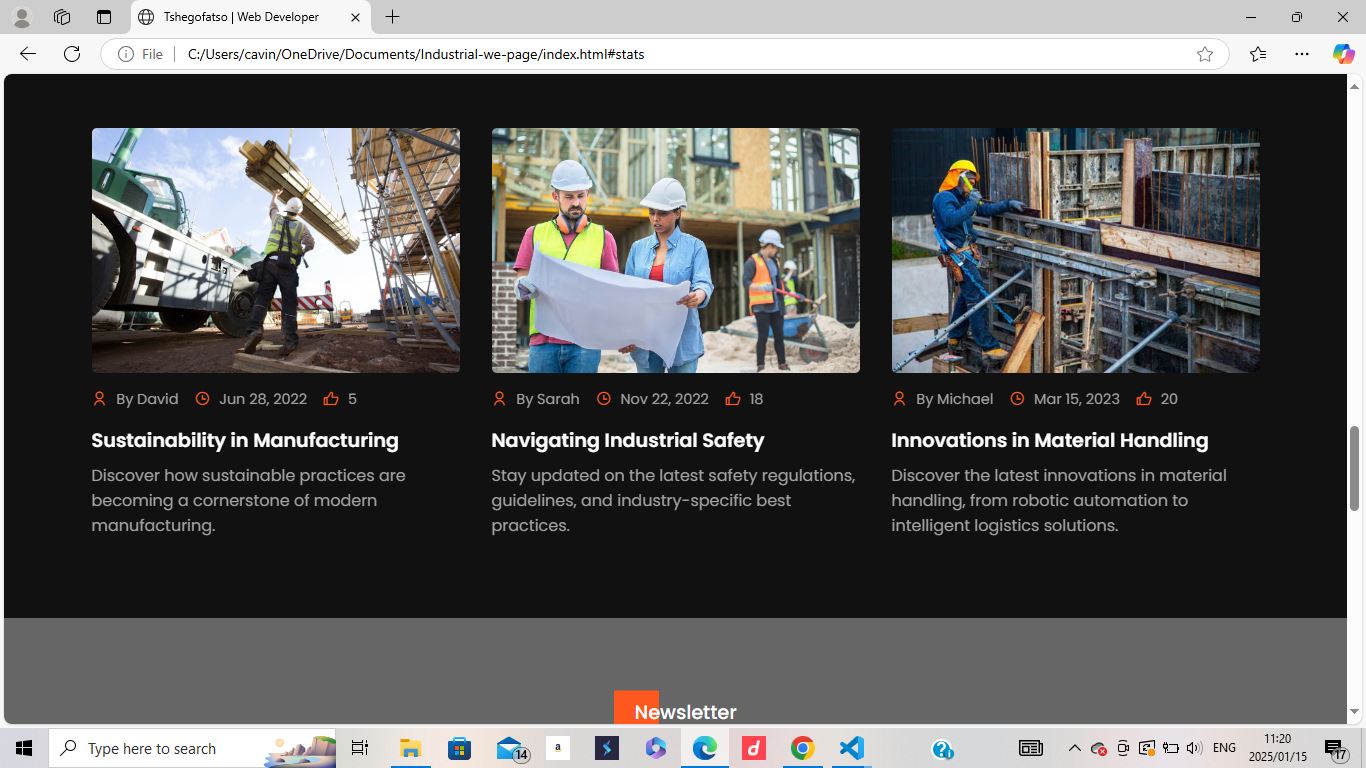 Tshegofatso | Web Developer
File
C:/Users/cavin/OneDrive/Documents/Industrial-we-page/index.html#stats
By David Jun 28, 2022 5
Sustainability in Manufacturing
Discover how sustainable practices are
becoming a cornerstone of modern
manufacturing.
By Sarah Nov 22, 2022 18
Navigating Industrial Safety
Stay updated on the latest safety regulations,
guidelines, and industry-specific best
practices.
By Michael Mar 15, 2023 20
Innovations in Material Handling
Discover the latest innovations in material
handling, from robotic automation to
intelligent logistics solutions.
Newsletter
Type here to search
14
a
d
ENG
11:20
2025/01/15
17